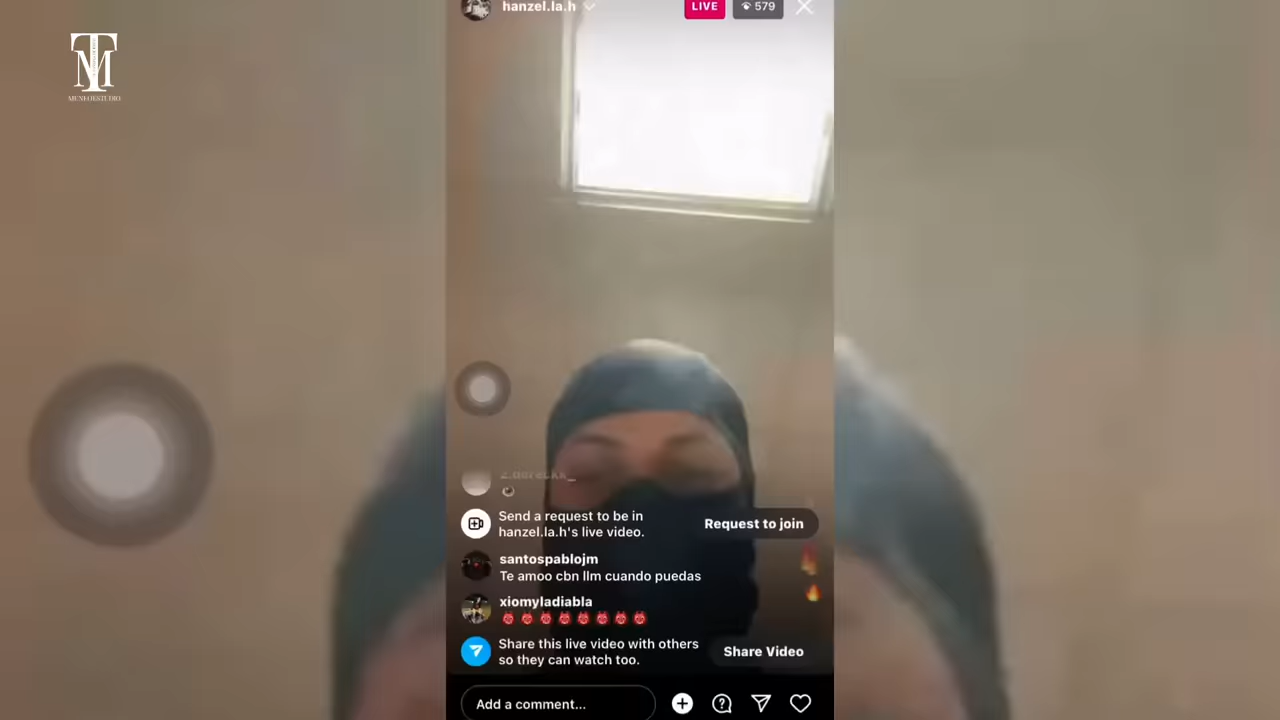 hanzel.la.h
LIVE
579
Send a request to be in
hanzel.la.h's live video.
Request to join
santospablojm
Te amoo cbn llm cuando puedas
xiomyladiabla
Share this live video with others
so they can watch too.
Share Video
Add a comment...